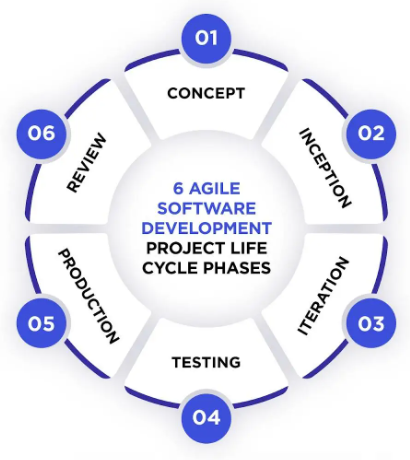 01
CONCEPT
02
INCEPTION
03
ITERATION
04
TESTING
05
PRODUCTION
06
REVIEW
6 AGILE
SOFTWARE
DEVELOPMENT
PROJECT LIFE
CYCLE PHASES